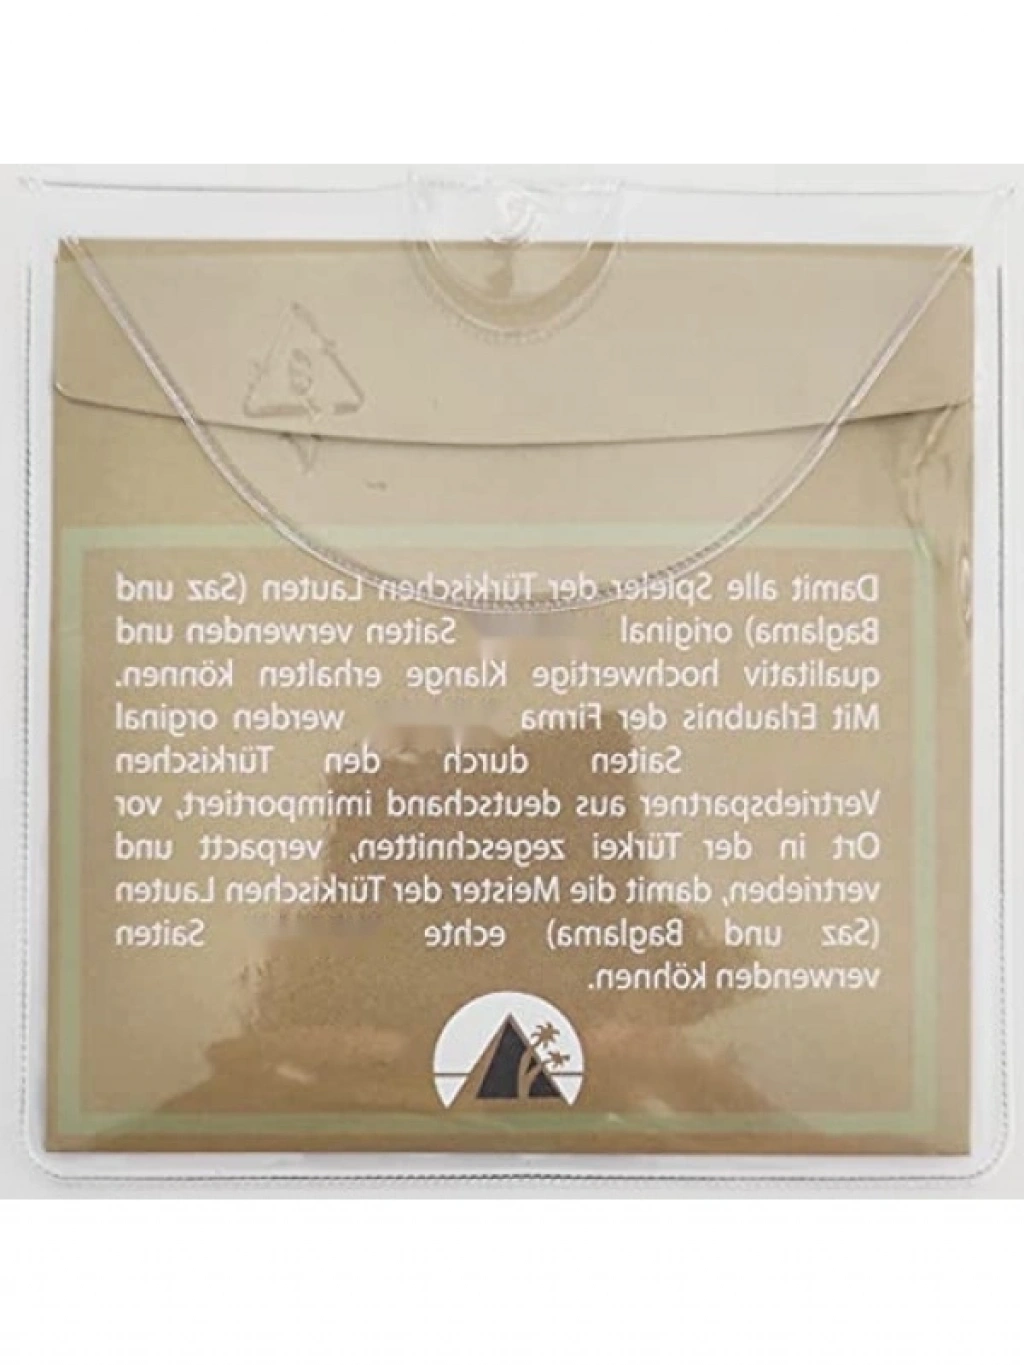 Damit alle Spieler der Türkischen Lauten (Saz und
Baglama) original Saiten verwenden und
qualitativ hochwertige Klange erhalten können.
Mit Erlaubnis der Firma werden orginal
Saiten durch den Türkischen
Vertriebspartner aus deutschand imimportiert, vor
Ort in der Türkei zegeschnitten, verpactt und
vertrieben, damit die Meister der Türkischen Lauten
(Saz und Baglama) echte Saiten
verwenden köhnen.